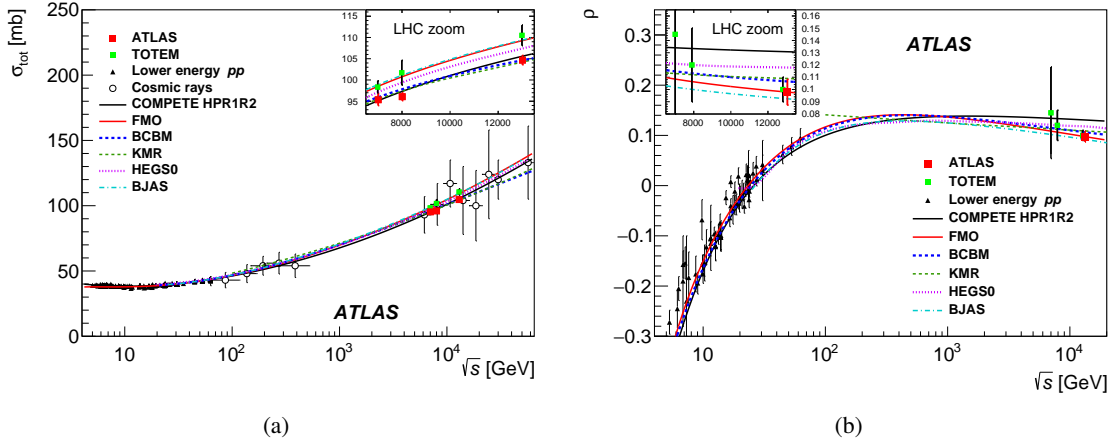 σtot [mb]
250
200
150
100
50
0
ATLAS
TOTEM
Lower energy pp
Cosmic rays
COMPETE HPR1R2
FMO
BCBM
KMR
HEGS0
BJAS
LHC zoom
115
110
105
100
95
8000 10000 12000
ATLAS
10 10² 10³ 10⁴
√s [GeV]
(a)
ρ
0.3
0.2
0.1
0
−0.1
−0.2
−0.3
LHC zoom
0.16
0.15
0.14
0.13
0.12
0.11
0.1
0.09
0.08
8000 10000 12000
ATLAS
ATLAS
TOTEM
Lower energy pp
COMPETE HPR1R2
FMO
BCBM
KMR
HEGS0
BJAS
10 10² 10³ 10⁴
√s [GeV]
(b)